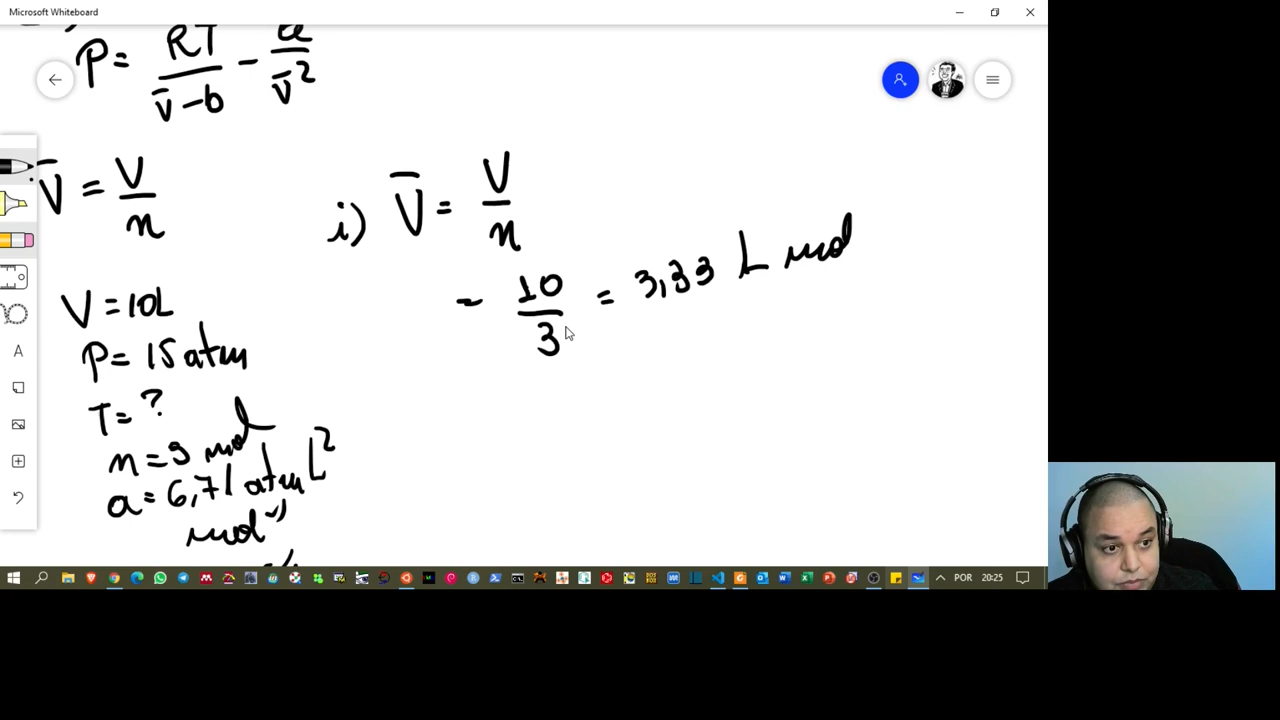 Microsoft Whiteboard
P= RT/(v̄-b) - a/v̄²
V̄ = V/n
i) V̄ = V/n
= 10/3 = 3,33 L mol
V = 10L
P = 15 atm
T = ?
n = 3 mol
a = 6,71 atm L²
mol⁻¹
A
POR 20:25